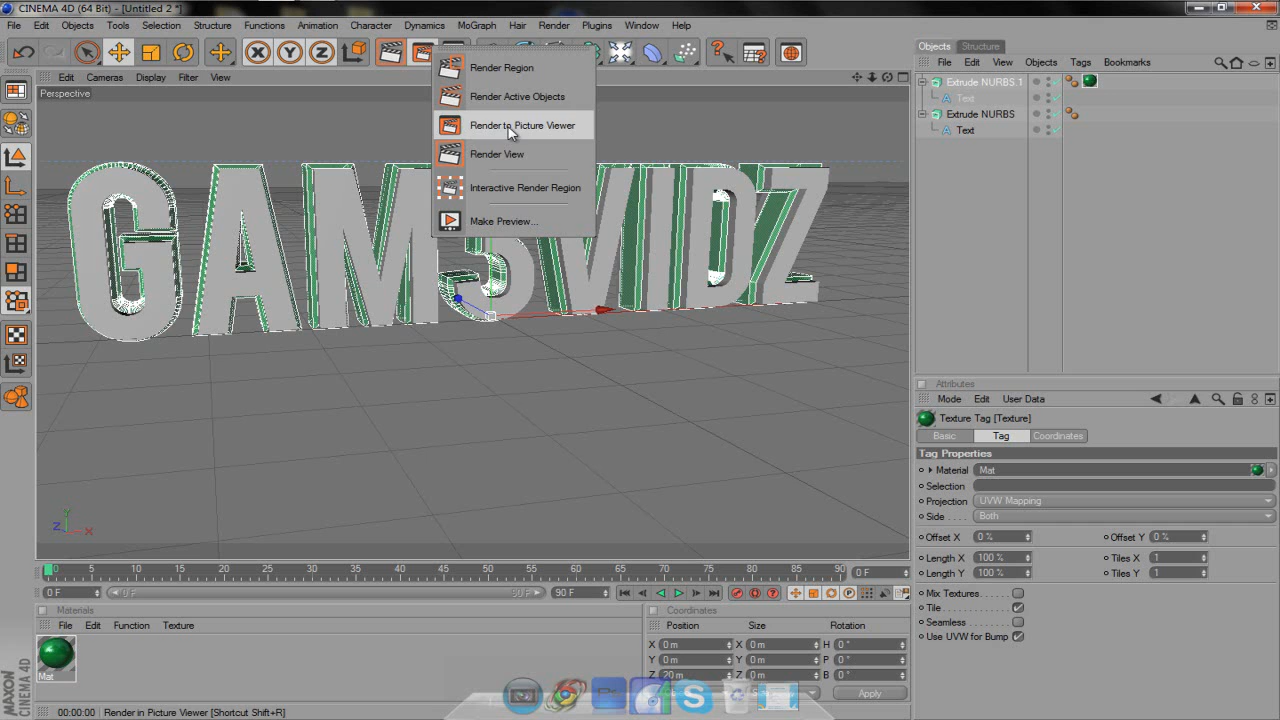 CINEMA 4D (64 Bit) - [Untitled 2 *]
File Edit Objects Tools Selection Structure Functions Animation Character Dynamics MoGraph Hair Render Plugins Window Help
X Y Z
Edit Cameras Display Filter View
Perspective
Render Region
Render Active Objects
Render to Picture Viewer
Render View
Interactive Render Region
Make Preview...
GAM3VIDZ
Y
Z X
0 5 10 15 20 25 30 35 40 45 50 55 60 65 70 75 80 85 90 0 F
0 F 0 F 90 F 90 F
P
Materials
File Edit Function Texture
Mat
Coordinates
Position Size Rotation
X 0 m X 0 m H 0 °
Y 0 m Y 0 m P 0 °
Z 20 m Z 0 m B 0 °
Apply
Objects Structure
File Edit View Objects Tags Bookmarks
Extrude NURBS.1
A Text
Extrude NURBS
A Text
Attributes
Mode Edit User Data
Texture Tag [Texture]
Basic Tag Coordinates
Tag Properties
Material Mat
Selection
Projection UVW Mapping
Side Both
Offset X 0 % Offset Y 0 %
Length X 100 % Tiles X 1
Length Y 100 % Tiles Y 1
Mix Textures
Tile
Seamless
Use UVW for Bump
MAXON
CINEMA 4D
00:00:00 Render in Picture Viewer [Shortcut Shift+R]